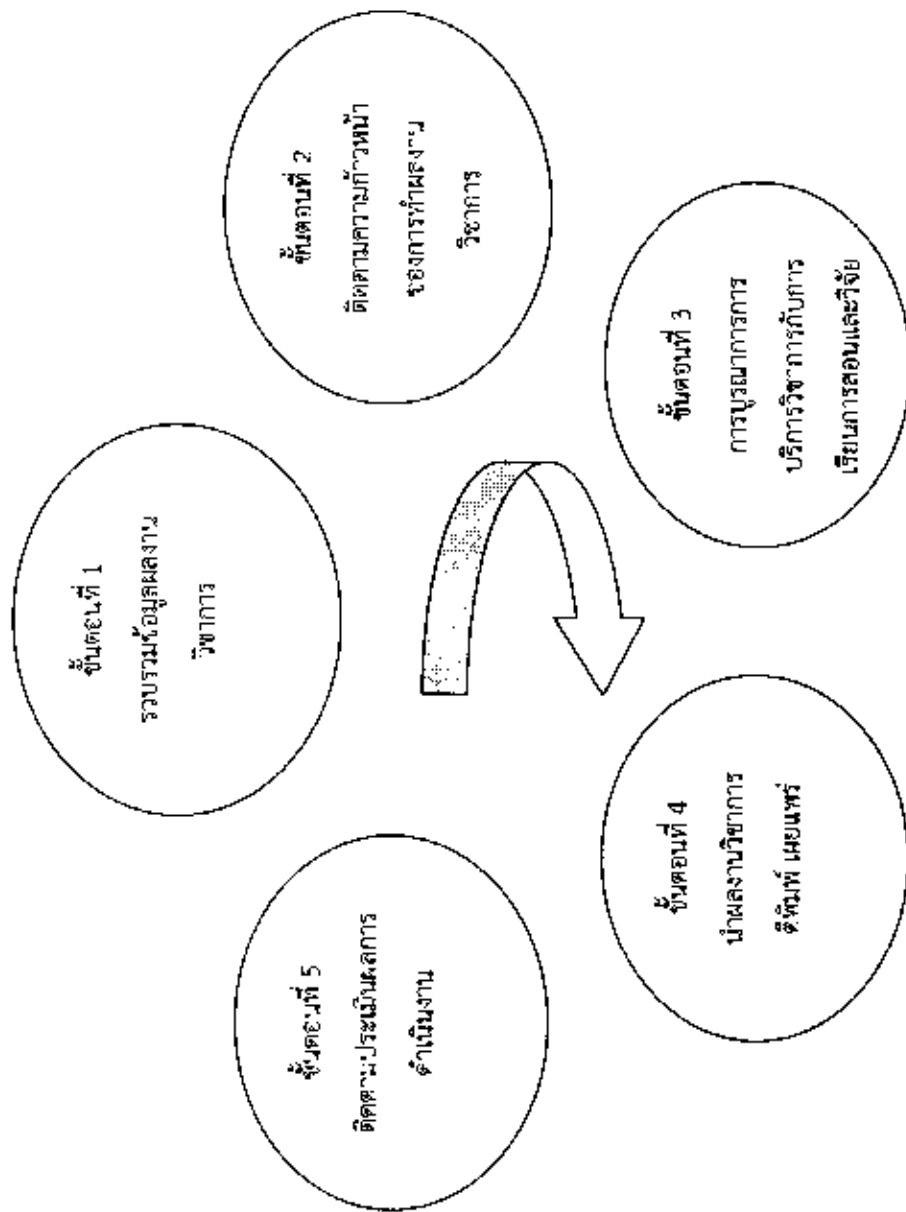 ขั้นตอนที่ 1
รวบรวมข้อมูลผลงาน
วิชาการ
ขั้นตอนที่ 2
ติดตามความก้าวหน้า
ของการทำผลงาน
วิชาการ
ขั้นตอนที่ 3
การบูรณาการการ
บริการวิชาการกับการ
เรียนการสอนและวิจัย
ขั้นตอนที่ 4
นำผลงานวิชาการ
ตีพิมพ์ เผยแพร่
ขั้นตอนที่ 5
ติดตามประเมินผลการ
ดำเนินงาน